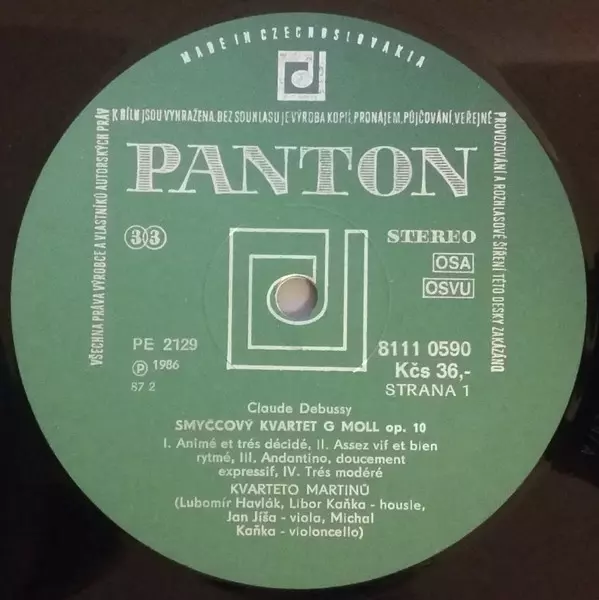 MADE IN CZECHOSLOVAKIA
VŠECHNA PRÁVA VÝROBCE A VLASTNÍKŮ AUTORSKÝCH PRÁV
K DÍLU JSOU VYHRAŽENA. BEZ SOUHLASU JE VÝROBA KOPIÍ, PRONÁJEM, PŮJČOVÁNÍ, VEŘEJNÉ
PROVOZOVÁNÍ A ROZHLASOVÉ ŠÍŘENÍ TÉTO DESKY ZAKÁZÁNO
PANTON
33
STEREO
OSA
OSVU
PE 2129
Ⓟ 1986
87 2
8111 0590
Kčs 36,-
STRANA 1
Claude Debussy
SMYČCOVÝ KVARTET G MOLL op. 10
I. Animé et trés décidé, II. Assez vif et bien
rytmé, III. Andantino, doucement
expressif, IV. Trés modéré
KVARTETO MARTINŮ
(Lubomír Havlák, Libor Kaňka - housle,
Jan Jíša - viola, Michal
Kaňka - violoncello)